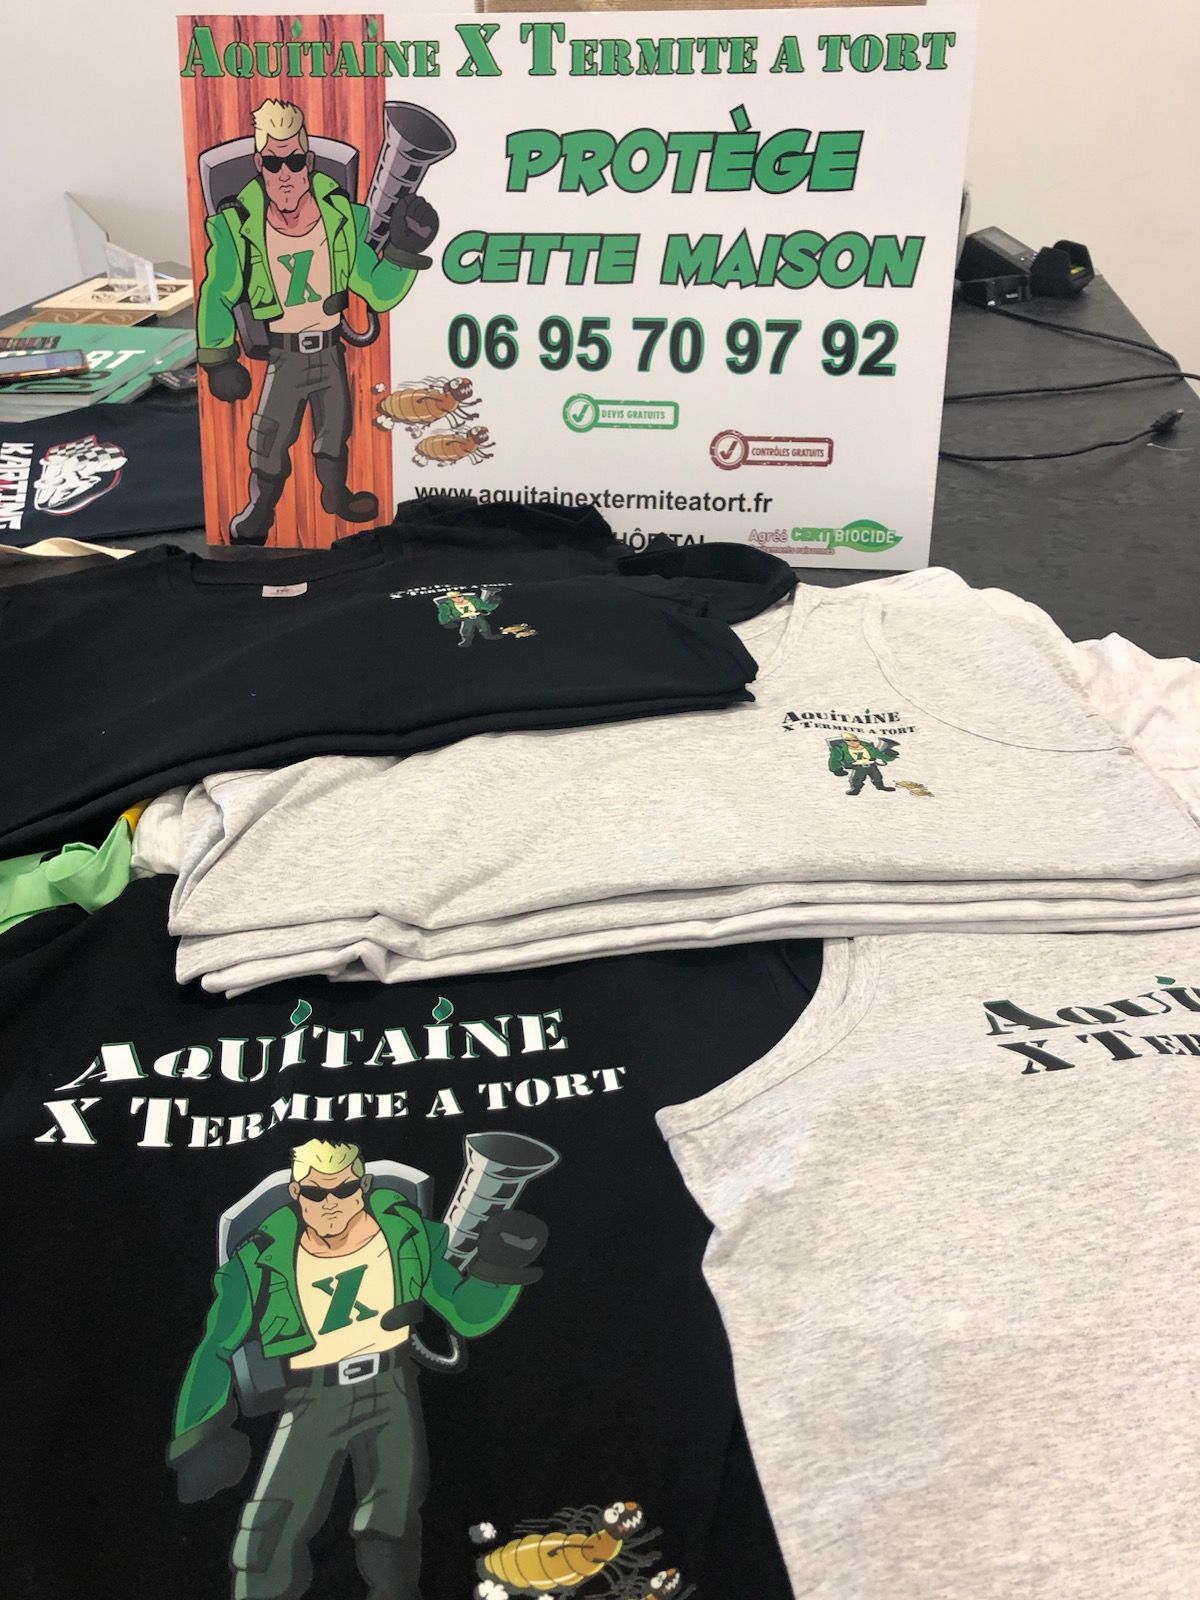 AQUITAINE X TERMITE A TORT
PROTÈGE
CETTE MAISON
06 95 70 97 92
DEVIS GRATUITS
CONTRÔLES GRATUITS
www.aquitainextermiteatort.fr
Agréé CERTIBIOCIDE
X
KARTING
AQUITAINE
X TERMITE A TORT
AQUITAINE
X TERMITE A TORT
AQUITAINE
X TERMITE A TORT
X